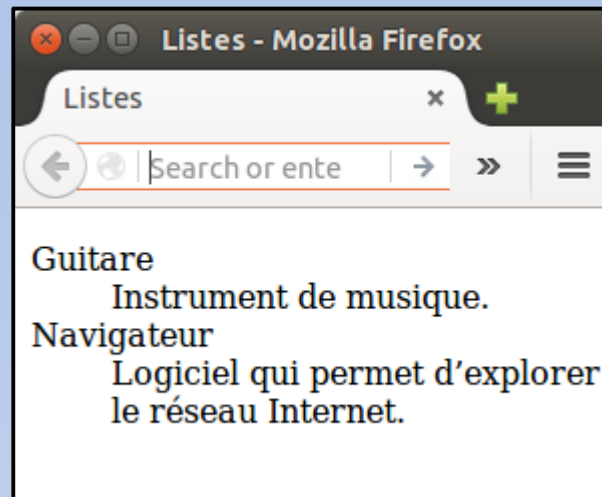 Listes - Mozilla Firefox
Listes
Search or ente
Guitare
Instrument de musique.
Navigateur
Logiciel qui permet d’explorer
le réseau Internet.